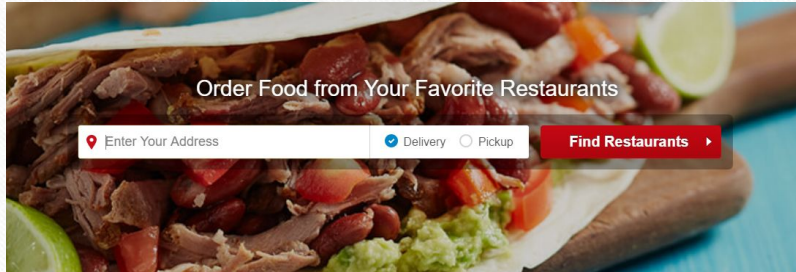 Order Food from Your Favorite Restaurants
Enter Your Address Delivery Pickup Find Restaurants